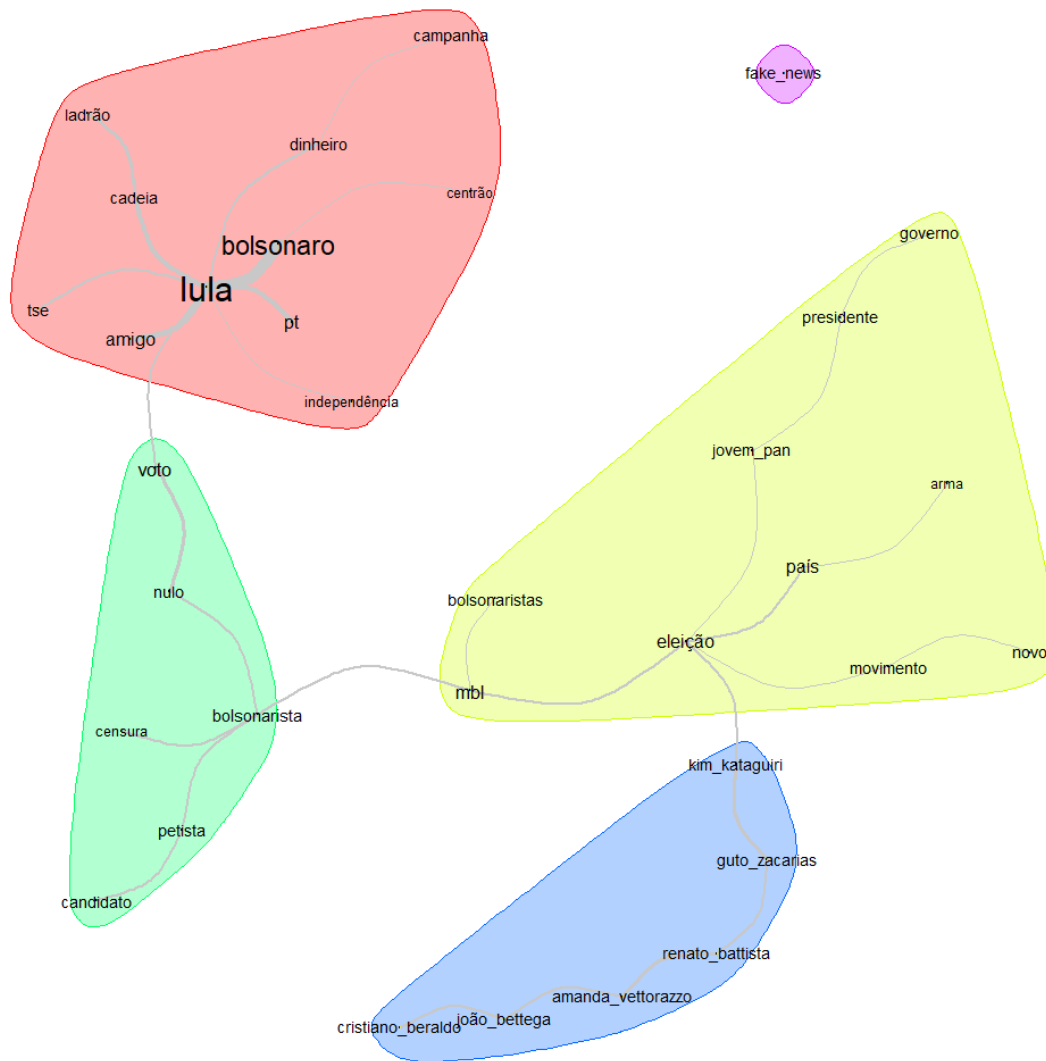 campanha
fake_news
ladrão
dinheiro
cadeia
centrão
bolsonaro
governo
lula
tse
presidente
pt
amigo
independência
voto
jovem_pan
arma
país
nulo
bolsonaristas
eleição
novo
movimento
mbl
bolsonarista
censura
kim_kataguiri
petista
guto_zacarias
candidato
renato_battista
amanda_vettorazzo
joão_bettega
cristiano_beraldo